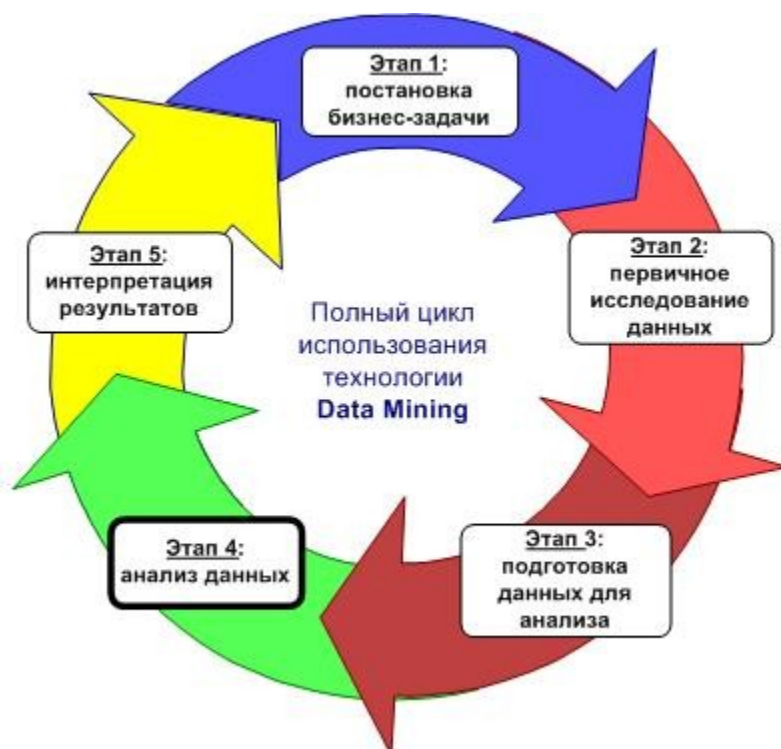 Этап 1:
постановка
бизнес-задачи
Этап 2:
первичное
исследование
данных
Этап 3:
подготовка
данных для
анализа
Этап 4:
анализ данных
Этап 5:
интерпретация
результатов
Полный цикл
использования
технологии
Data Mining